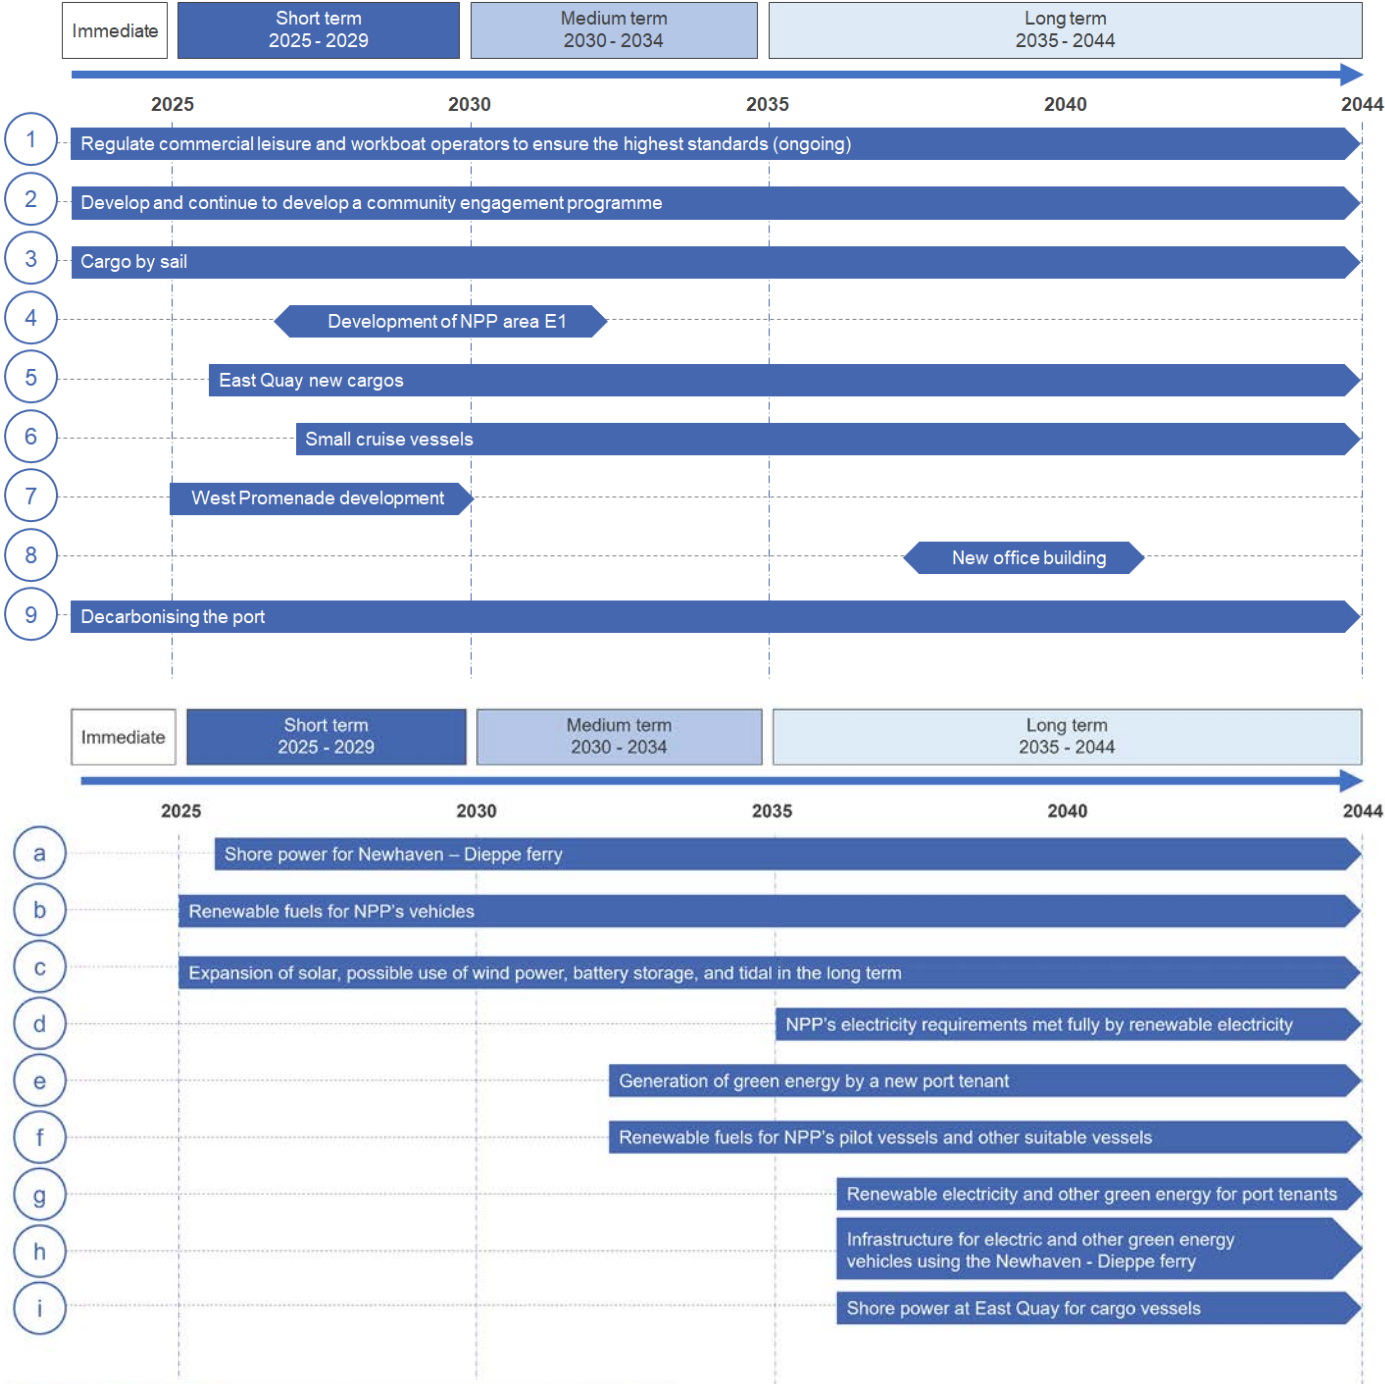 Immediate
Short term
2025 - 2029
Medium term
2030 - 2034
Long term
2035 - 2044
2025 2030 2035 2040 2044
1 Regulate commercial leisure and workboat operators to ensure the highest standards (ongoing)
2 Develop and continue to develop a community engagement programme
3 Cargo by sail
4 Development of NPP area E1
5 East Quay new cargos
6 Small cruise vessels
7 West Promenade development
8 New office building
9 Decarbonising the port
Immediate
Short term
2025 - 2029
Medium term
2030 - 2034
Long term
2035 - 2044
2025 2030 2035 2040 2044
a Shore power for Newhaven – Dieppe ferry
b Renewable fuels for NPP's vehicles
c Expansion of solar, possible use of wind power, battery storage, and tidal in the long term
d NPP's electricity requirements met fully by renewable electricity
e Generation of green energy by a new port tenant
f Renewable fuels for NPP's pilot vessels and other suitable vessels
g Renewable electricity and other green energy for port tenants
h Infrastructure for electric and other green energy
vehicles using the Newhaven - Dieppe ferry
i Shore power at East Quay for cargo vessels